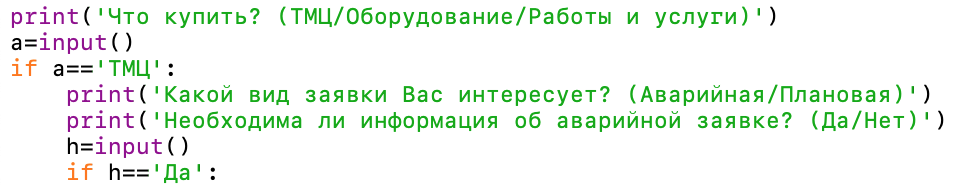 print('Что купить? (ТМЦ/Оборудование/Работы и услуги)')
a=input()
if a=='ТМЦ':
    print('Какой вид заявки Вас интересует? (Аварийная/Плановая)')
    print('Необходима ли информация об аварийной заявке? (Да/Нет)')
    h=input()
    if h=='Да':